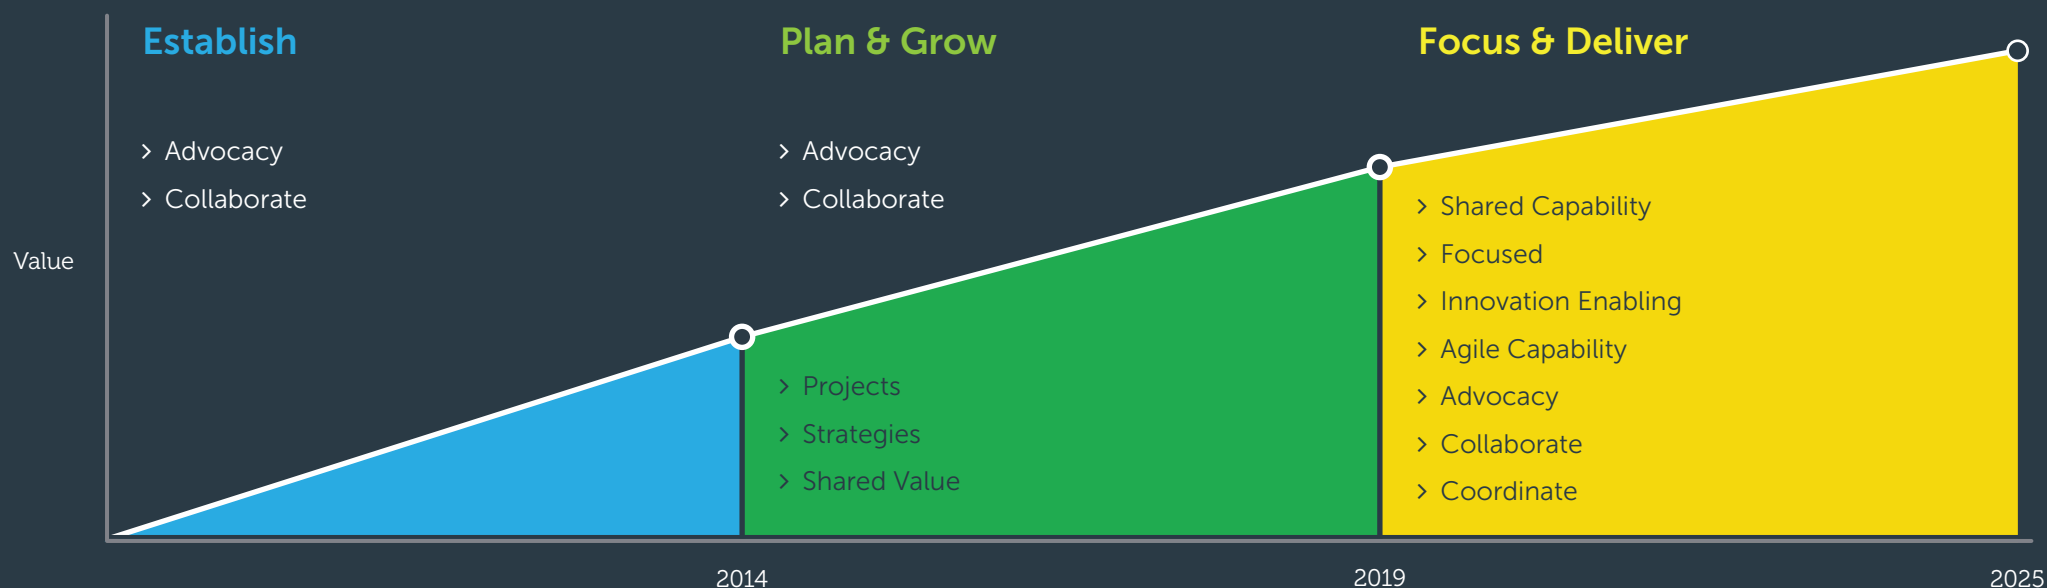 Establish
> Advocacy
> Collaborate
Plan & Grow
> Advocacy
> Collaborate
> Projects
> Strategies
> Shared Value
Focus & Deliver
> Shared Capability
> Focused
> Innovation Enabling
> Agile Capability
> Advocacy
> Collaborate
> Coordinate
Value
2014
2019
2025